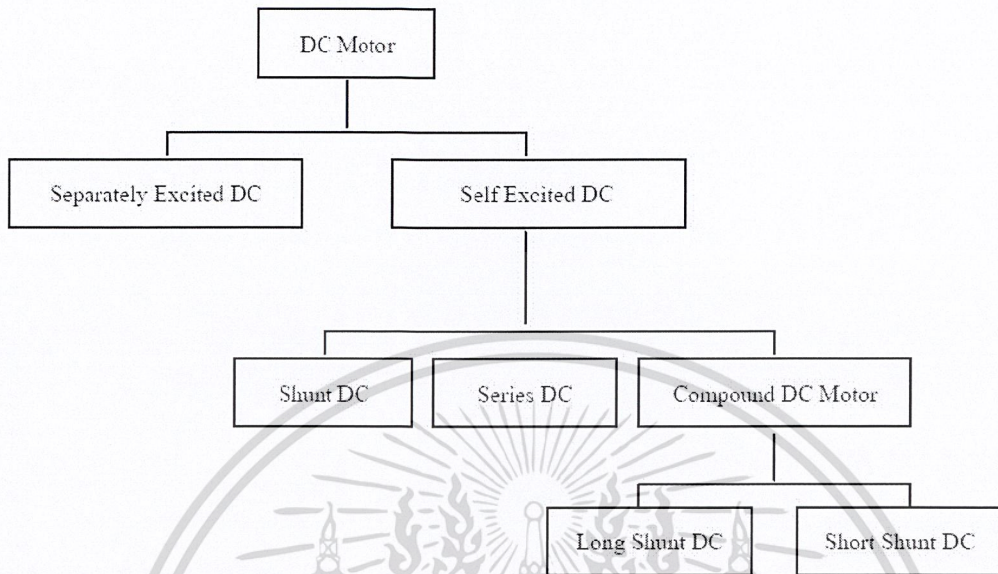 DC Motor
Separately Excited DC
Self Excited DC
Shunt DC
Series DC
Compound DC Motor
Long Shunt DC
Short Shunt DC